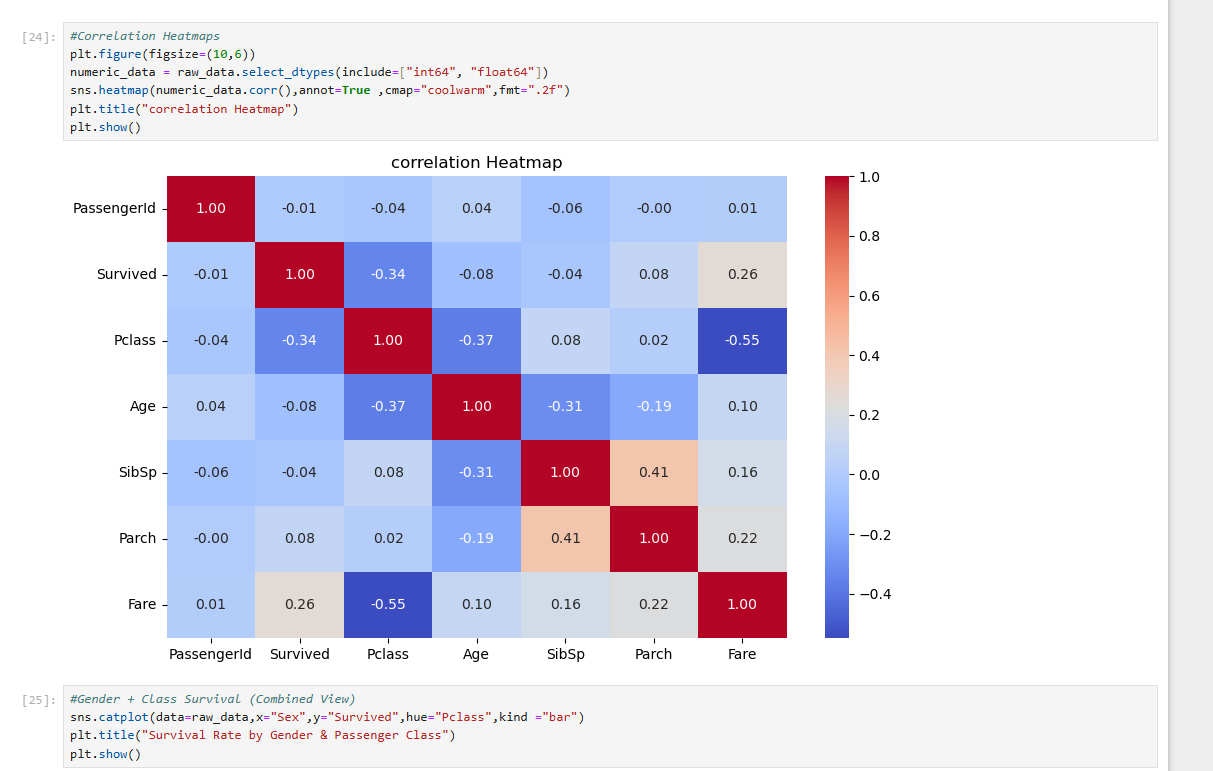 [24]:
#Correlation Heatmaps
plt.figure(figsize=(10,6))
numeric_data = raw_data.select_dtypes(include=["int64", "float64"])
sns.heatmap(numeric_data.corr(),annot=True ,cmap="coolwarm",fmt=".2f")
plt.title("correlation Heatmap")
plt.show()
correlation Heatmap
PassengerId 1.00 -0.01 -0.04 0.04 -0.06 -0.00 0.01
Survived -0.01 1.00 -0.34 -0.08 -0.04 0.08 0.26
Pclass -0.04 -0.34 1.00 -0.37 0.08 0.02 -0.55
Age 0.04 -0.08 -0.37 1.00 -0.31 -0.19 0.10
SibSp -0.06 -0.04 0.08 -0.31 1.00 0.41 0.16
Parch -0.00 0.08 0.02 -0.19 0.41 1.00 0.22
Fare 0.01 0.26 -0.55 0.10 0.16 0.22 1.00
PassengerId Survived Pclass Age SibSp Parch Fare
1.0
0.8
0.6
0.4
0.2
0.0
−0.2
−0.4
[25]:
#Gender + Class Survival (Combined View)
sns.catplot(data=raw_data,x="Sex",y="Survived",hue="Pclass",kind ="bar")
plt.title("Survival Rate by Gender & Passenger Class")
plt.show()